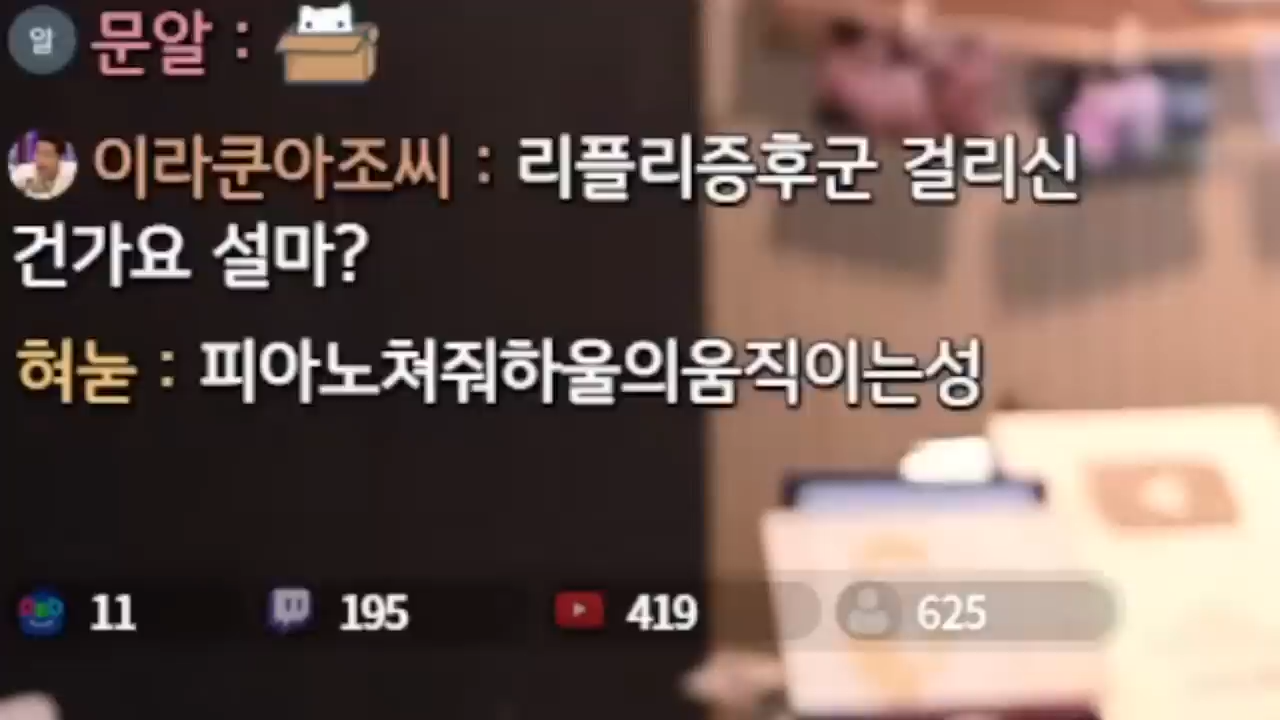 알 문알 :
이라쿤아조씨 : 리플리증후군 걸리신
건가요 설마?
혀눋 : 피아노쳐줘하울의움직이는성
11 195 419 625